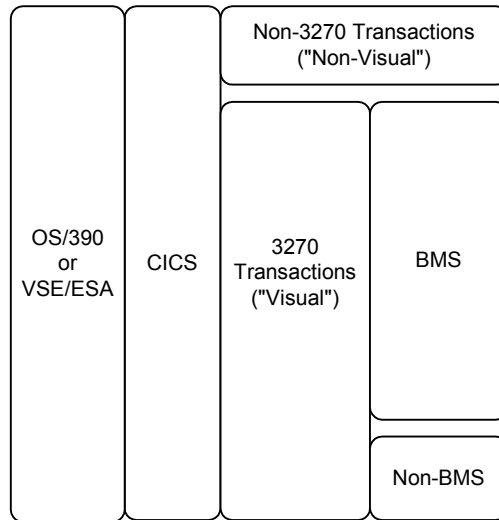 Non-3270 Transactions
("Non-Visual")
OS/390
or
VSE/ESA
CICS
3270
Transactions
("Visual")
BMS
Non-BMS